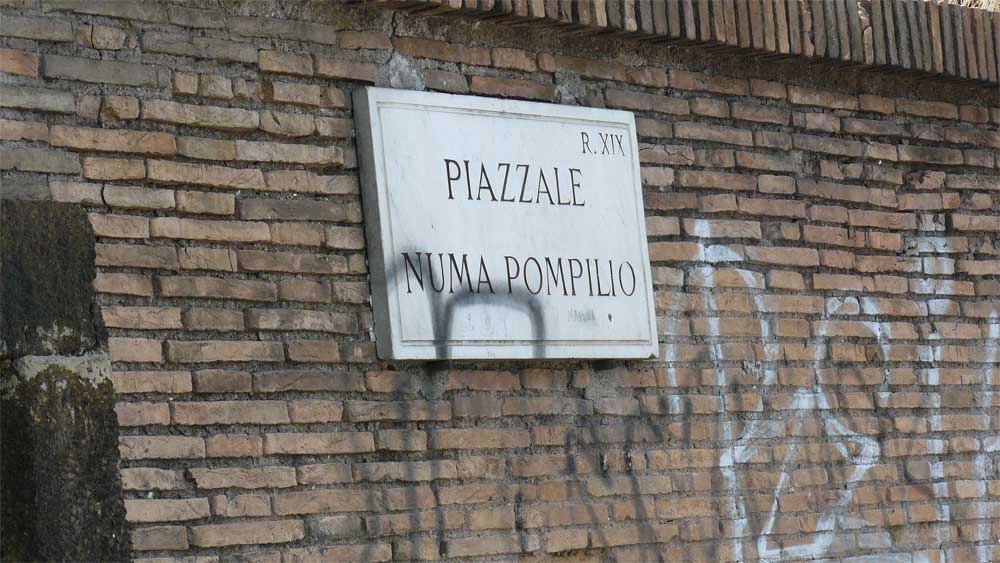 R. XIX
PIAZZALE
NUMA POMPILIO